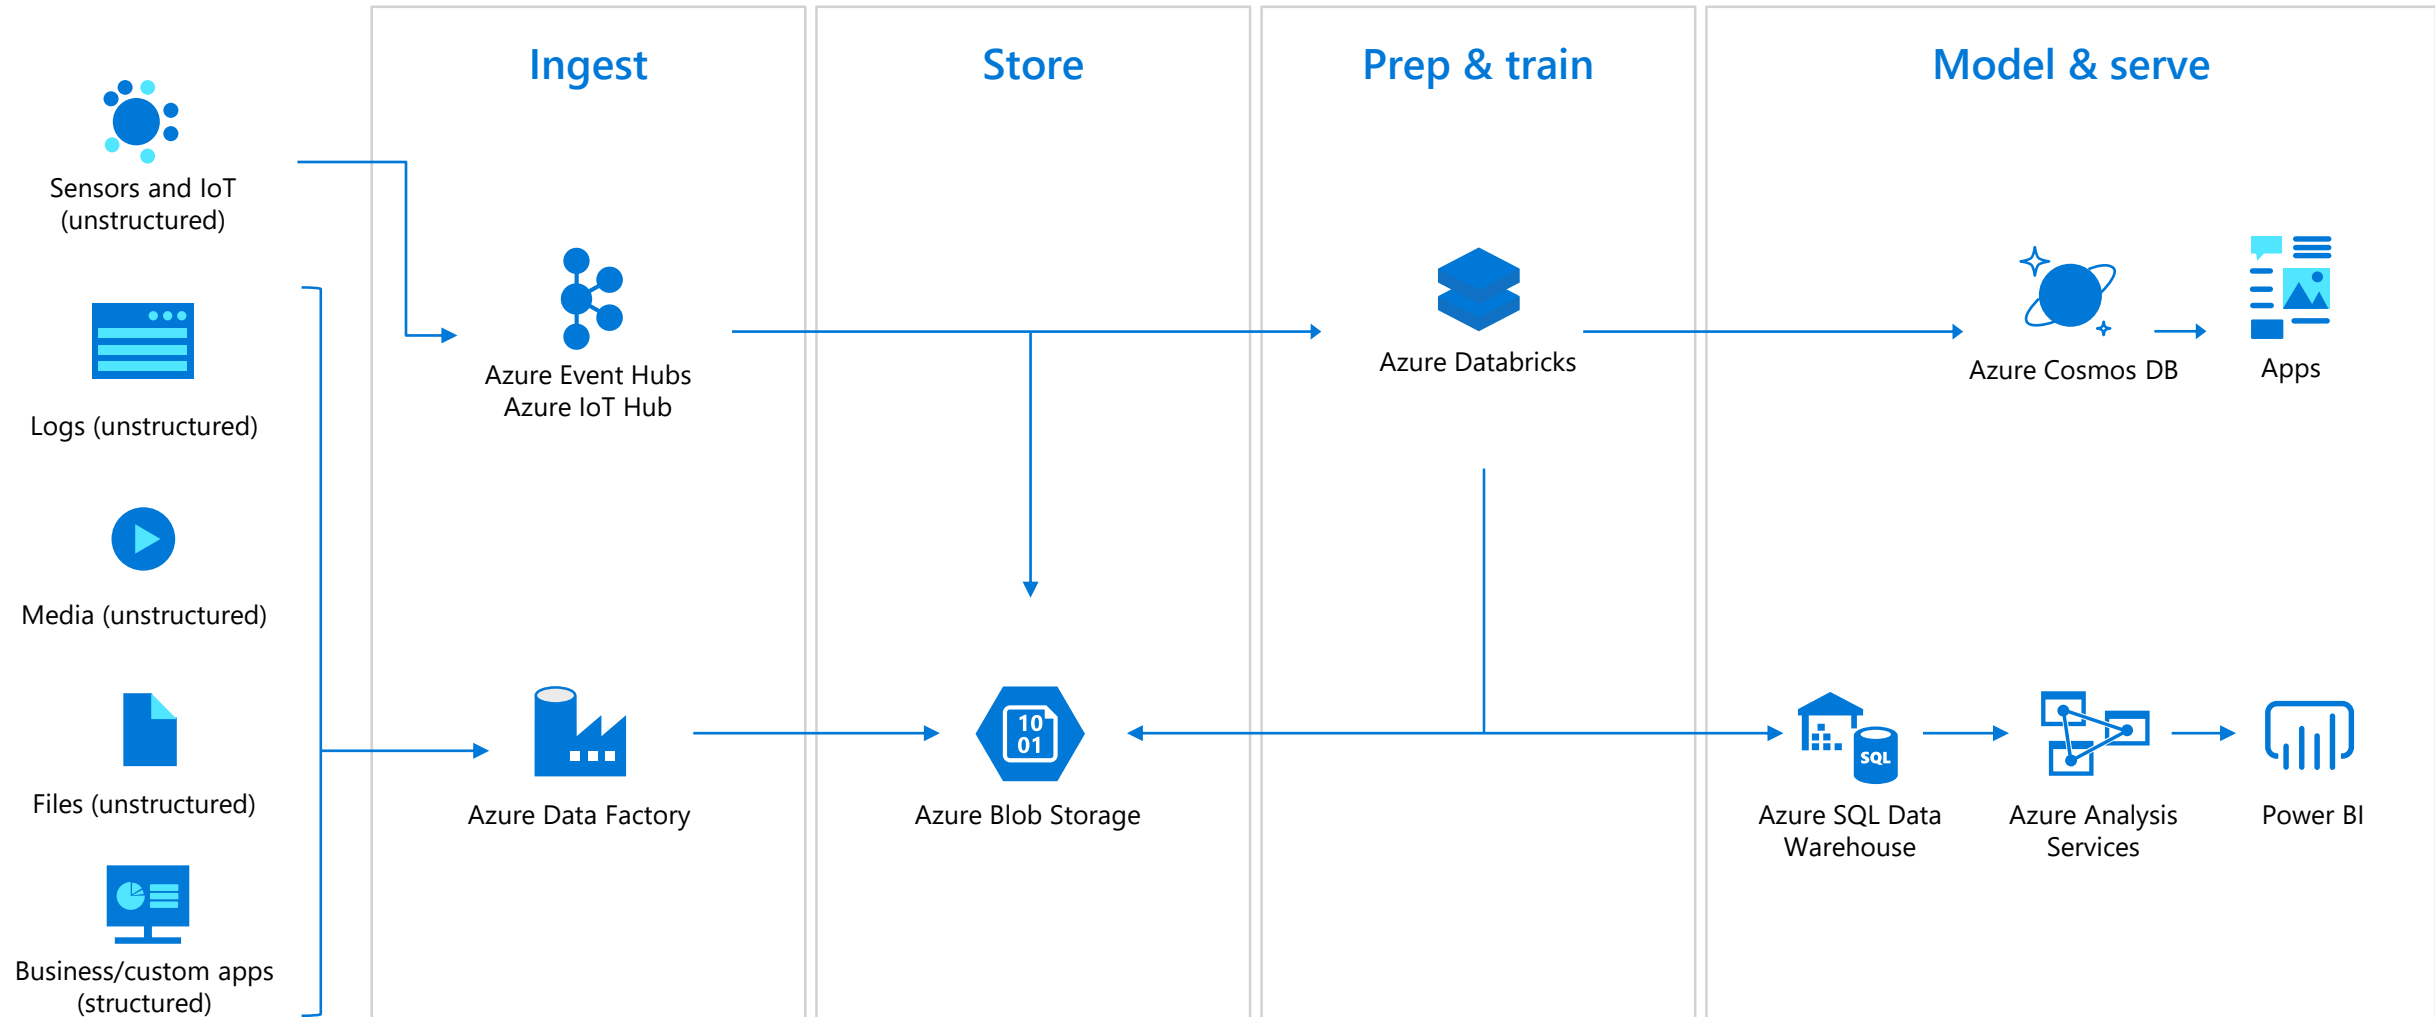 Ingest
Store
Prep & train
Model & serve
Sensors and IoT
(unstructured)
Logs (unstructured)
Media (unstructured)
Files (unstructured)
Business/custom apps
(structured)
Azure Event Hubs
Azure IoT Hub
Azure Data Factory
10
01
Azure Blob Storage
Azure Databricks
Azure Cosmos DB
Apps
SQL
Azure SQL Data
Warehouse
Azure Analysis
Services
Power BI